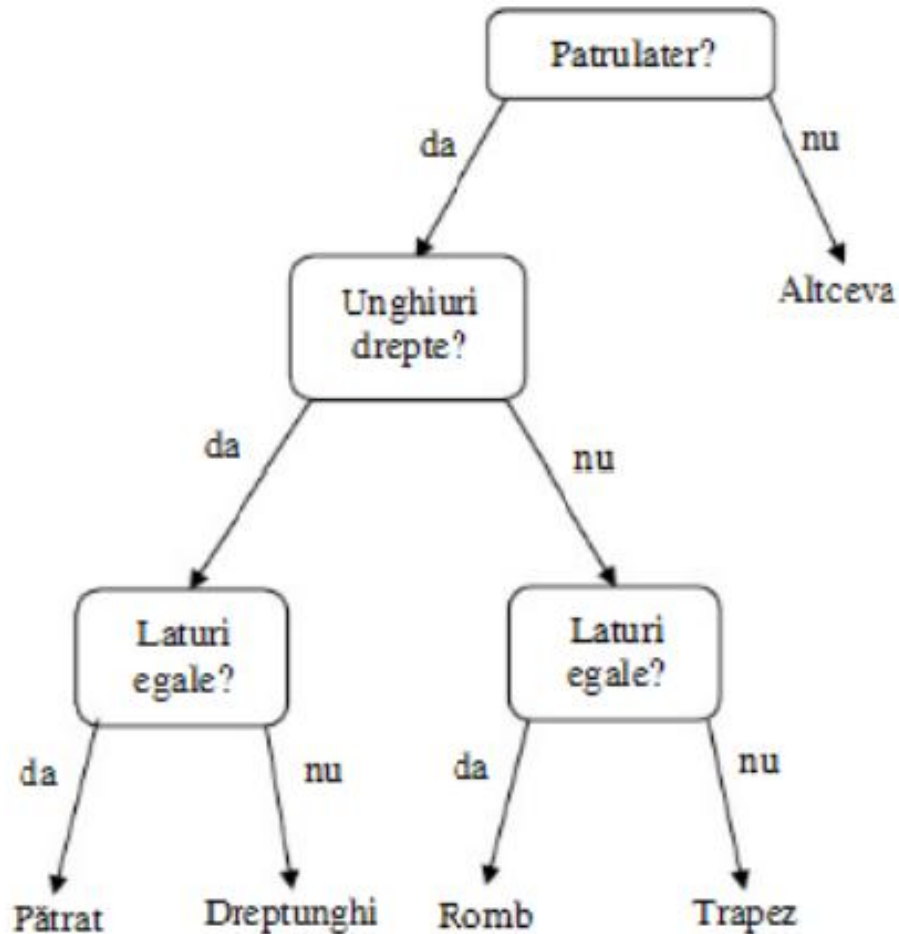 Patrulater?
da
nu
Altceva
Unghiuri
drepte?
da
nu
Laturi
egale?
Laturi
egale?
da
nu
da
nu
Pătrat
Dreptunghi
Romb
Trapez